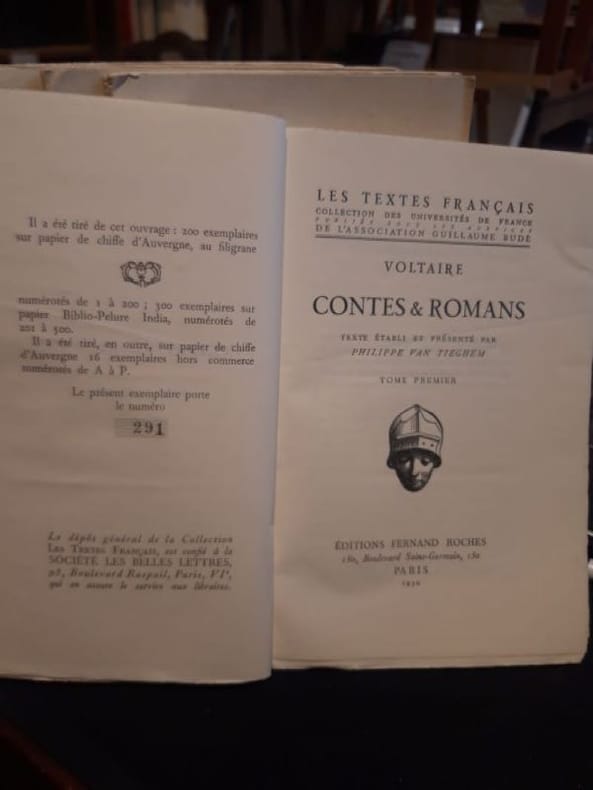 Il a été tiré de cet ouvrage : 200 exemplaires
sur papier de chiffe d'Auvergne, au filigrane
numérotés de 1 à 200 ; 300 exemplaires sur
papier Biblio-Pelure India, numérotés de
201 à 500.
Il a été tiré, en outre, sur papier de chiffe
d'Auvergne 16 exemplaires hors commerce
numérotés de A à P.
Le présent exemplaire porte
le numéro
291
Le dépôt général de la Collection
LES TEXTES FRANÇAIS, est confié à la
SOCIÉTÉ LES BELLES LETTRES,
95, Boulevard Raspail, Paris, VIe,
qui en assure le service aux libraires.
LES TEXTES FRANÇAIS
COLLECTION DES UNIVERSITÉS DE FRANCE
PUBLIÉE SOUS LES AUSPICES
DE L'ASSOCIATION GUILLAUME BUDÉ
VOLTAIRE
CONTES & ROMANS
TEXTE ÉTABLI ET PRÉSENTÉ PAR
PHILIPPE VAN TIEGHEM
TOME PREMIER
ÉDITIONS FERNAND ROCHES
150, Boulevard Saint-Germain, 150
PARIS
1930